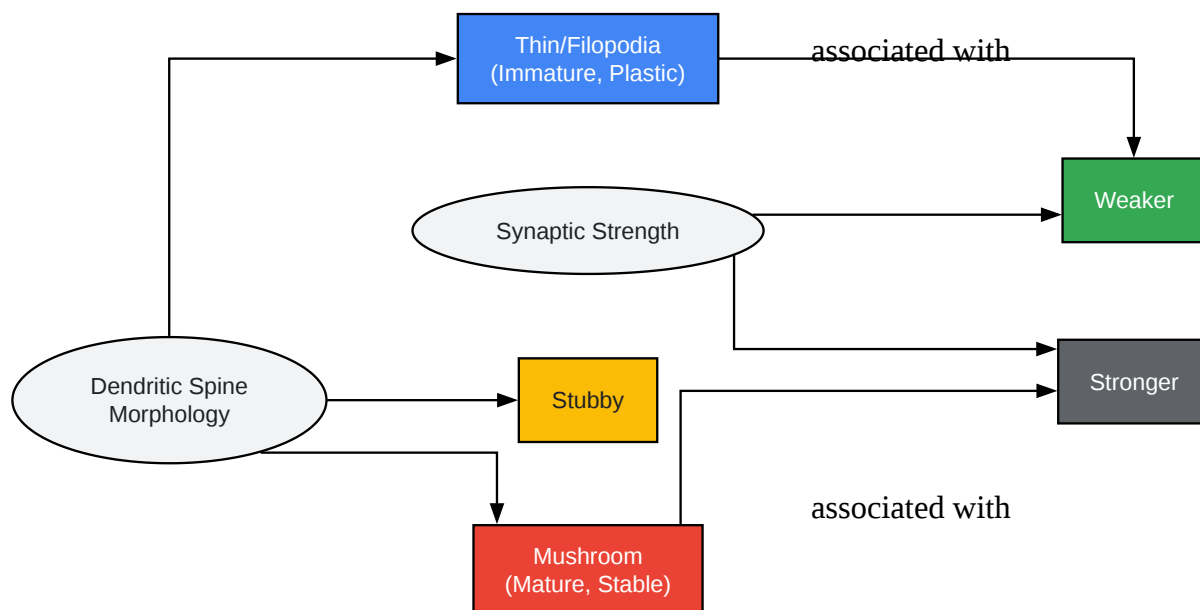 Thin/Filopodia
(Immature, Plastic)
associated with
Weaker
Synaptic Strength
Dendritic Spine
Morphology
Stubby
Stronger
associated with
Mushroom
(Mature, Stable)